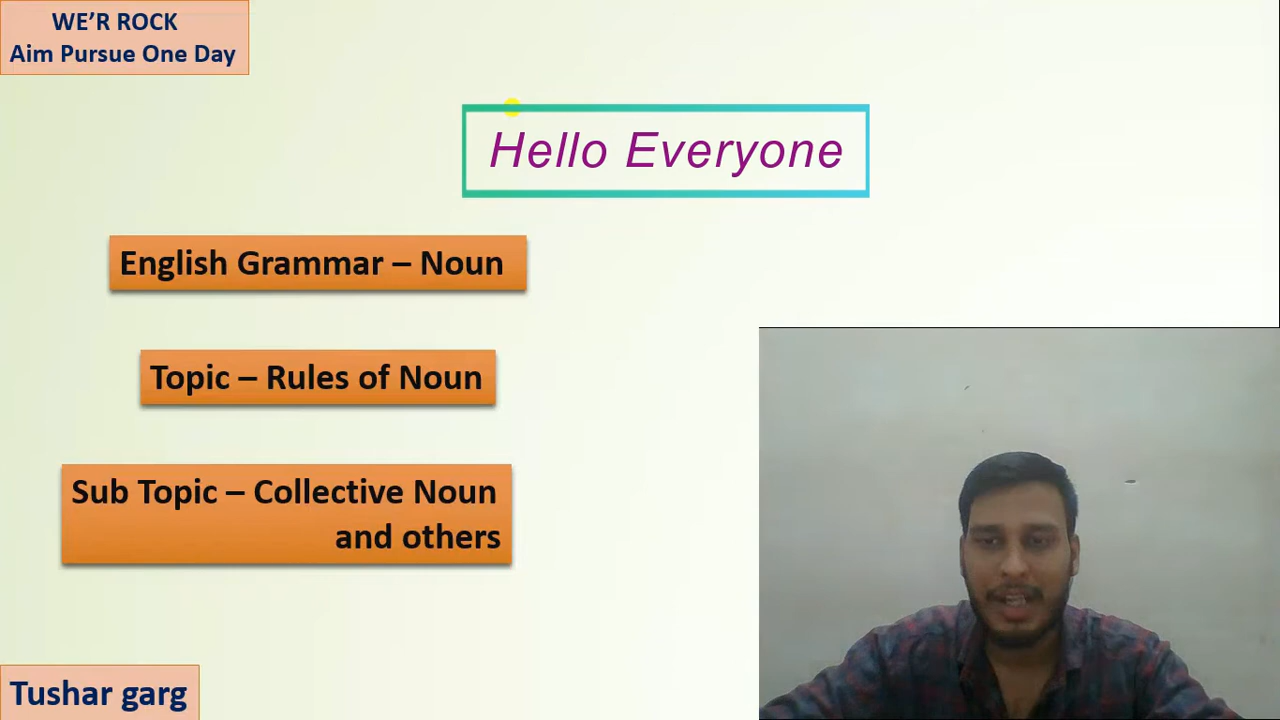 WE’R ROCK
Aim Pursue One Day
Hello Everyone
English Grammar – Noun
Topic – Rules of Noun
Sub Topic – Collective Noun
and others
Tushar garg